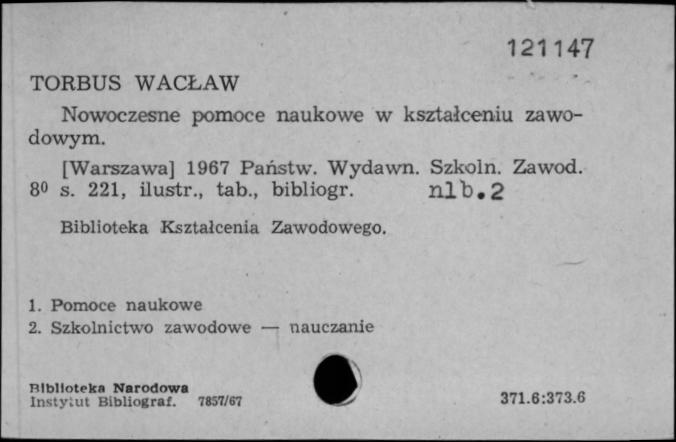 121147
TORBUS WACŁAW
Nowoczesne pomoce naukowe w kształceniu zawo-
dowym.
[Warszawa] 1967 Państw. Wydawn. Szkoln. Zawod.
8⁰ s. 221, ilustr., tab., bibliogr. nlb.2
Biblioteka Kształcenia Zawodowego.
1. Pomoce naukowe
2. Szkolnictwo zawodowe — nauczanie
Biblioteka Narodowa
Instytut Bibliograf. 7857/67 371.6:373.6